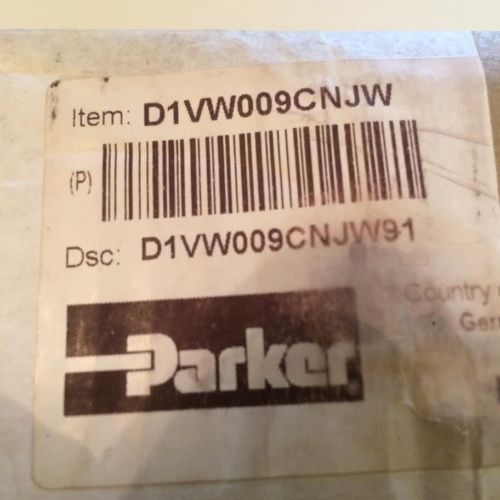 Item: D1VW009CNJW
(P)
Dsc: D1VW009CNJW91
Country
Parker